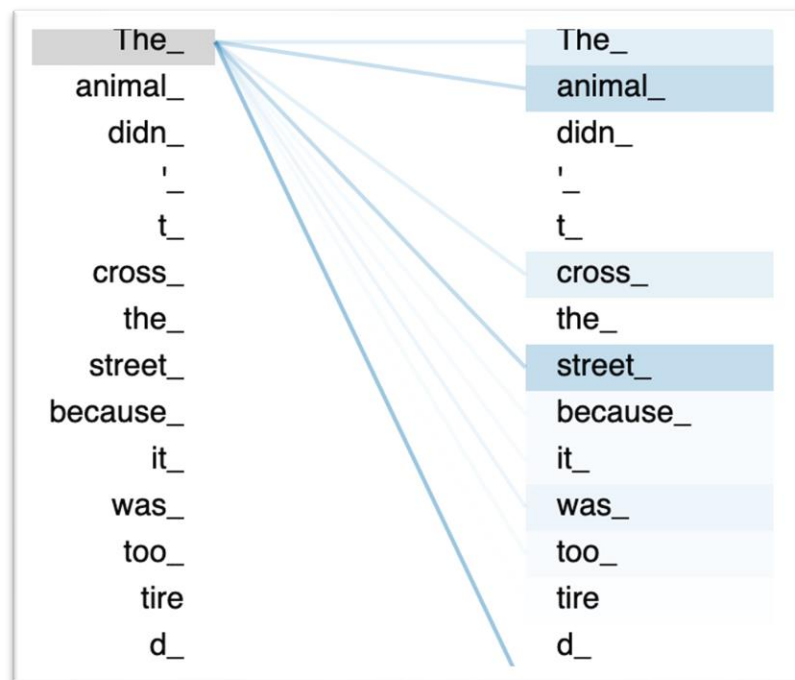 The_ The_
animal_ animal_
didn_ didn_
'_ '_
t_ t_
cross_ cross_
the_ the_
street_ street_
because_ because_
it_ it_
was_ was_
too_ too_
tire tire
d_ d_